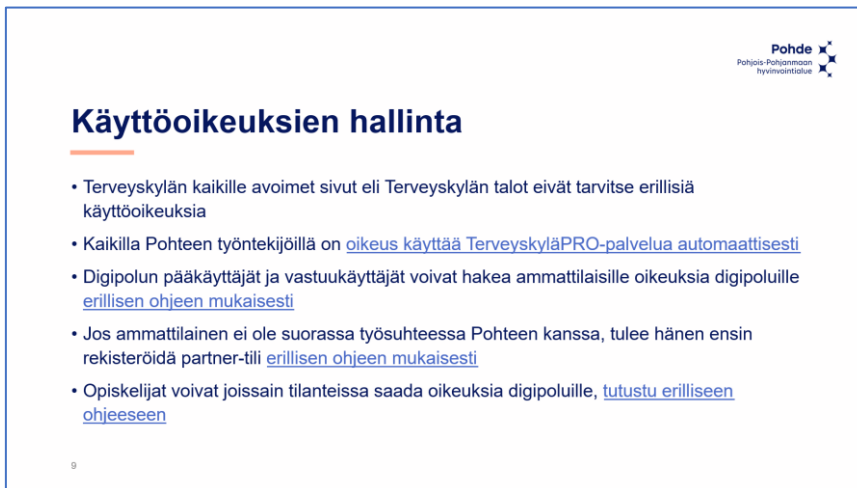 Pohde
Pohjois-Pohjanmaan
hyvinvointialue
Käyttöoikeuksien hallinta
• Terveyskylän kaikille avoimet sivut eli Terveyskylän talot eivät tarvitse erillisiä
käyttöoikeuksia
• Kaikilla Pohteen työntekijöillä on oikeus käyttää TerveyskyläPRO-palvelua automaattisesti
• Digipolun pääkäyttäjät ja vastuukäyttäjät voivat hakea ammattilaisille oikeuksia digipoluille
erillisen ohjeen mukaisesti
• Jos ammattilainen ei ole suorassa työsuhteessa Pohteen kanssa, tulee hänen ensin
rekisteröidä partner-tili erillisen ohjeen mukaisesti
• Opiskelijat voivat joissain tilanteissa saada oikeuksia digipoluille, tutustu erilliseen
ohjeeseen
9